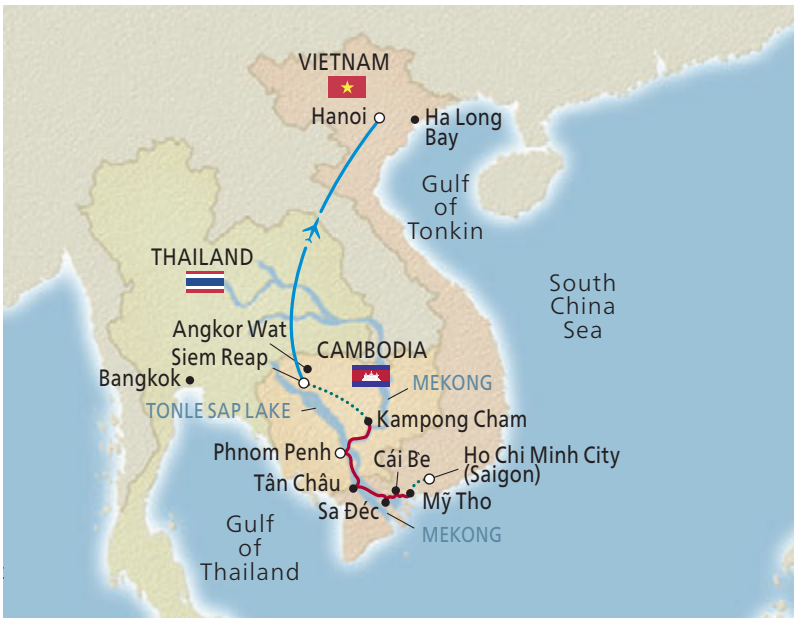 VIETNAM
Hanoi
Ha Long
Bay
Gulf
of
Tonkin
THAILAND
South
China
Sea
Angkor Wat
Siem Reap
CAMBODIA
Bangkok
MEKONG
TONLE SAP LAKE
Kampong Cham
Phnom Penh
Cái Bè
Ho Chi Minh City
(Saigon)
Tân Châu
Mỹ Tho
Sa Đéc
Gulf
of
Thailand
MEKONG